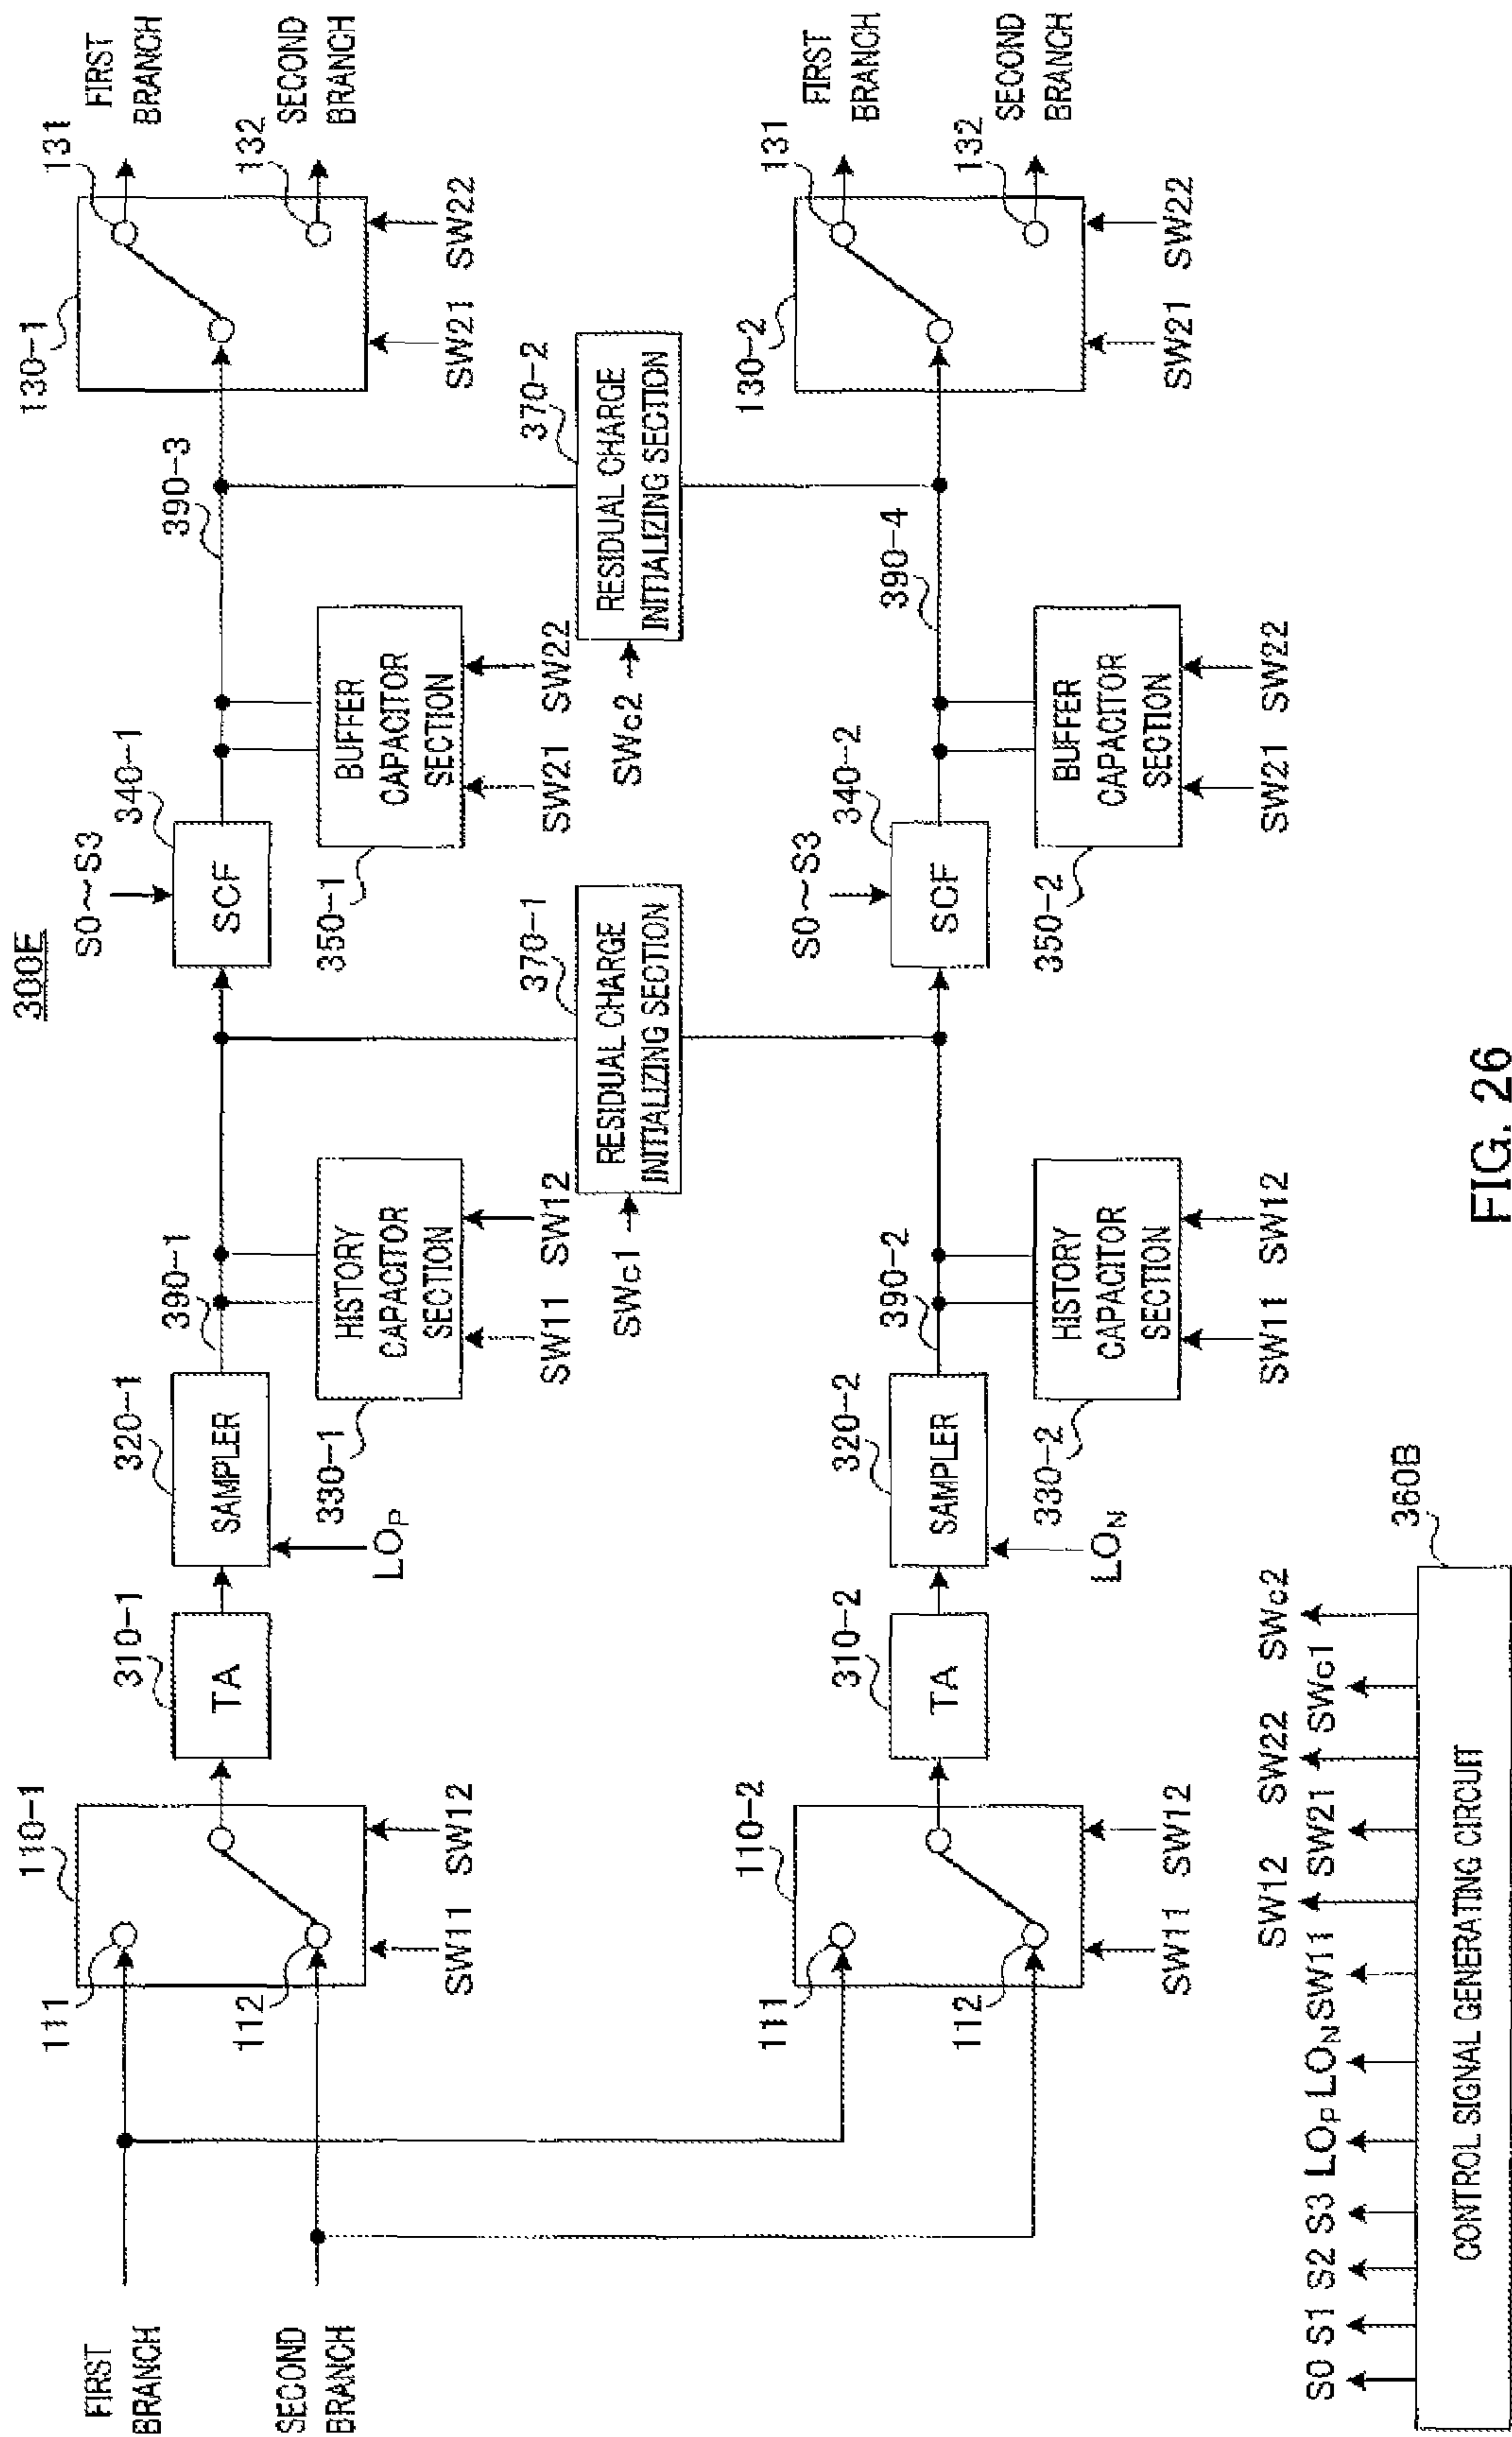 300E
FIRST
BRANCH
SECOND
BRANCH
111
112
110-1
SW11
SW12
310-1
TA
320-1
SAMPLER
LOP
390-1
330-1
HISTORY
CAPACITOR
SECTION
SW11
SW12
S0~S3
340-1
SCF
350-1
BUFFER
CAPACITOR
SECTION
SW21
SW22
390-3
130-1
131
132
SW21
SW22
FIRST
BRANCH
SECOND
BRANCH
370-1
RESIDUAL CHARGE
INITIALIZING SECTION
SWc1
370-2
RESIDUAL CHARGE
INITIALIZING SECTION
SWc2
111
112
110-2
SW11
SW12
310-2
TA
320-2
SAMPLER
LON
390-2
330-2
HISTORY
CAPACITOR
SECTION
SW11
SW12
S0~S3
340-2
SCF
350-2
BUFFER
CAPACITOR
SECTION
SW21
SW22
390-4
130-2
131
132
SW21
SW22
FIRST
BRANCH
SECOND
BRANCH
S0 S1 S2 S3 LOP LON SW11 SW12 SW21 SW22 SWc1 SWc2
360B
CONTROL SIGNAL GENERATING CIRCUIT
FIG. 26